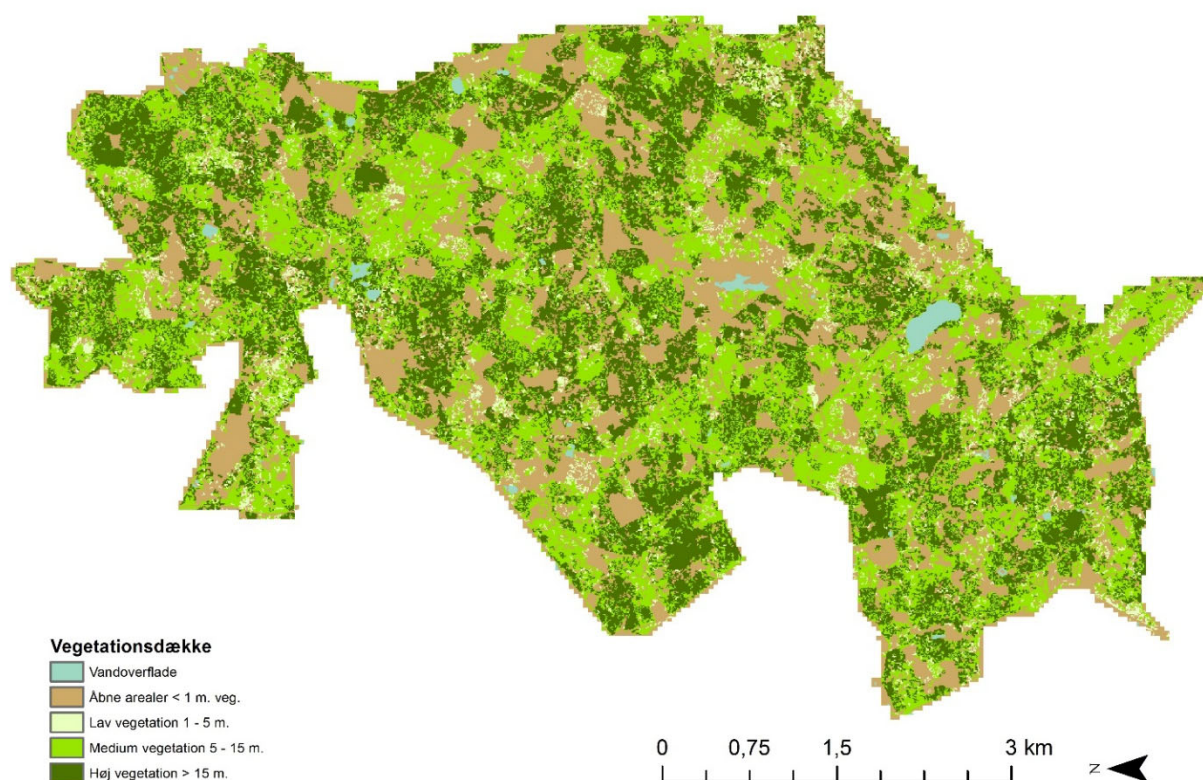 Vegetationsdække
Vandoverflade
Åbne arealer < 1 m. veg.
Lav vegetation 1 - 5 m.
Medium vegetation 5 - 15 m.
Høj vegetation > 15 m.
0 0,75 1,5 3 km
N